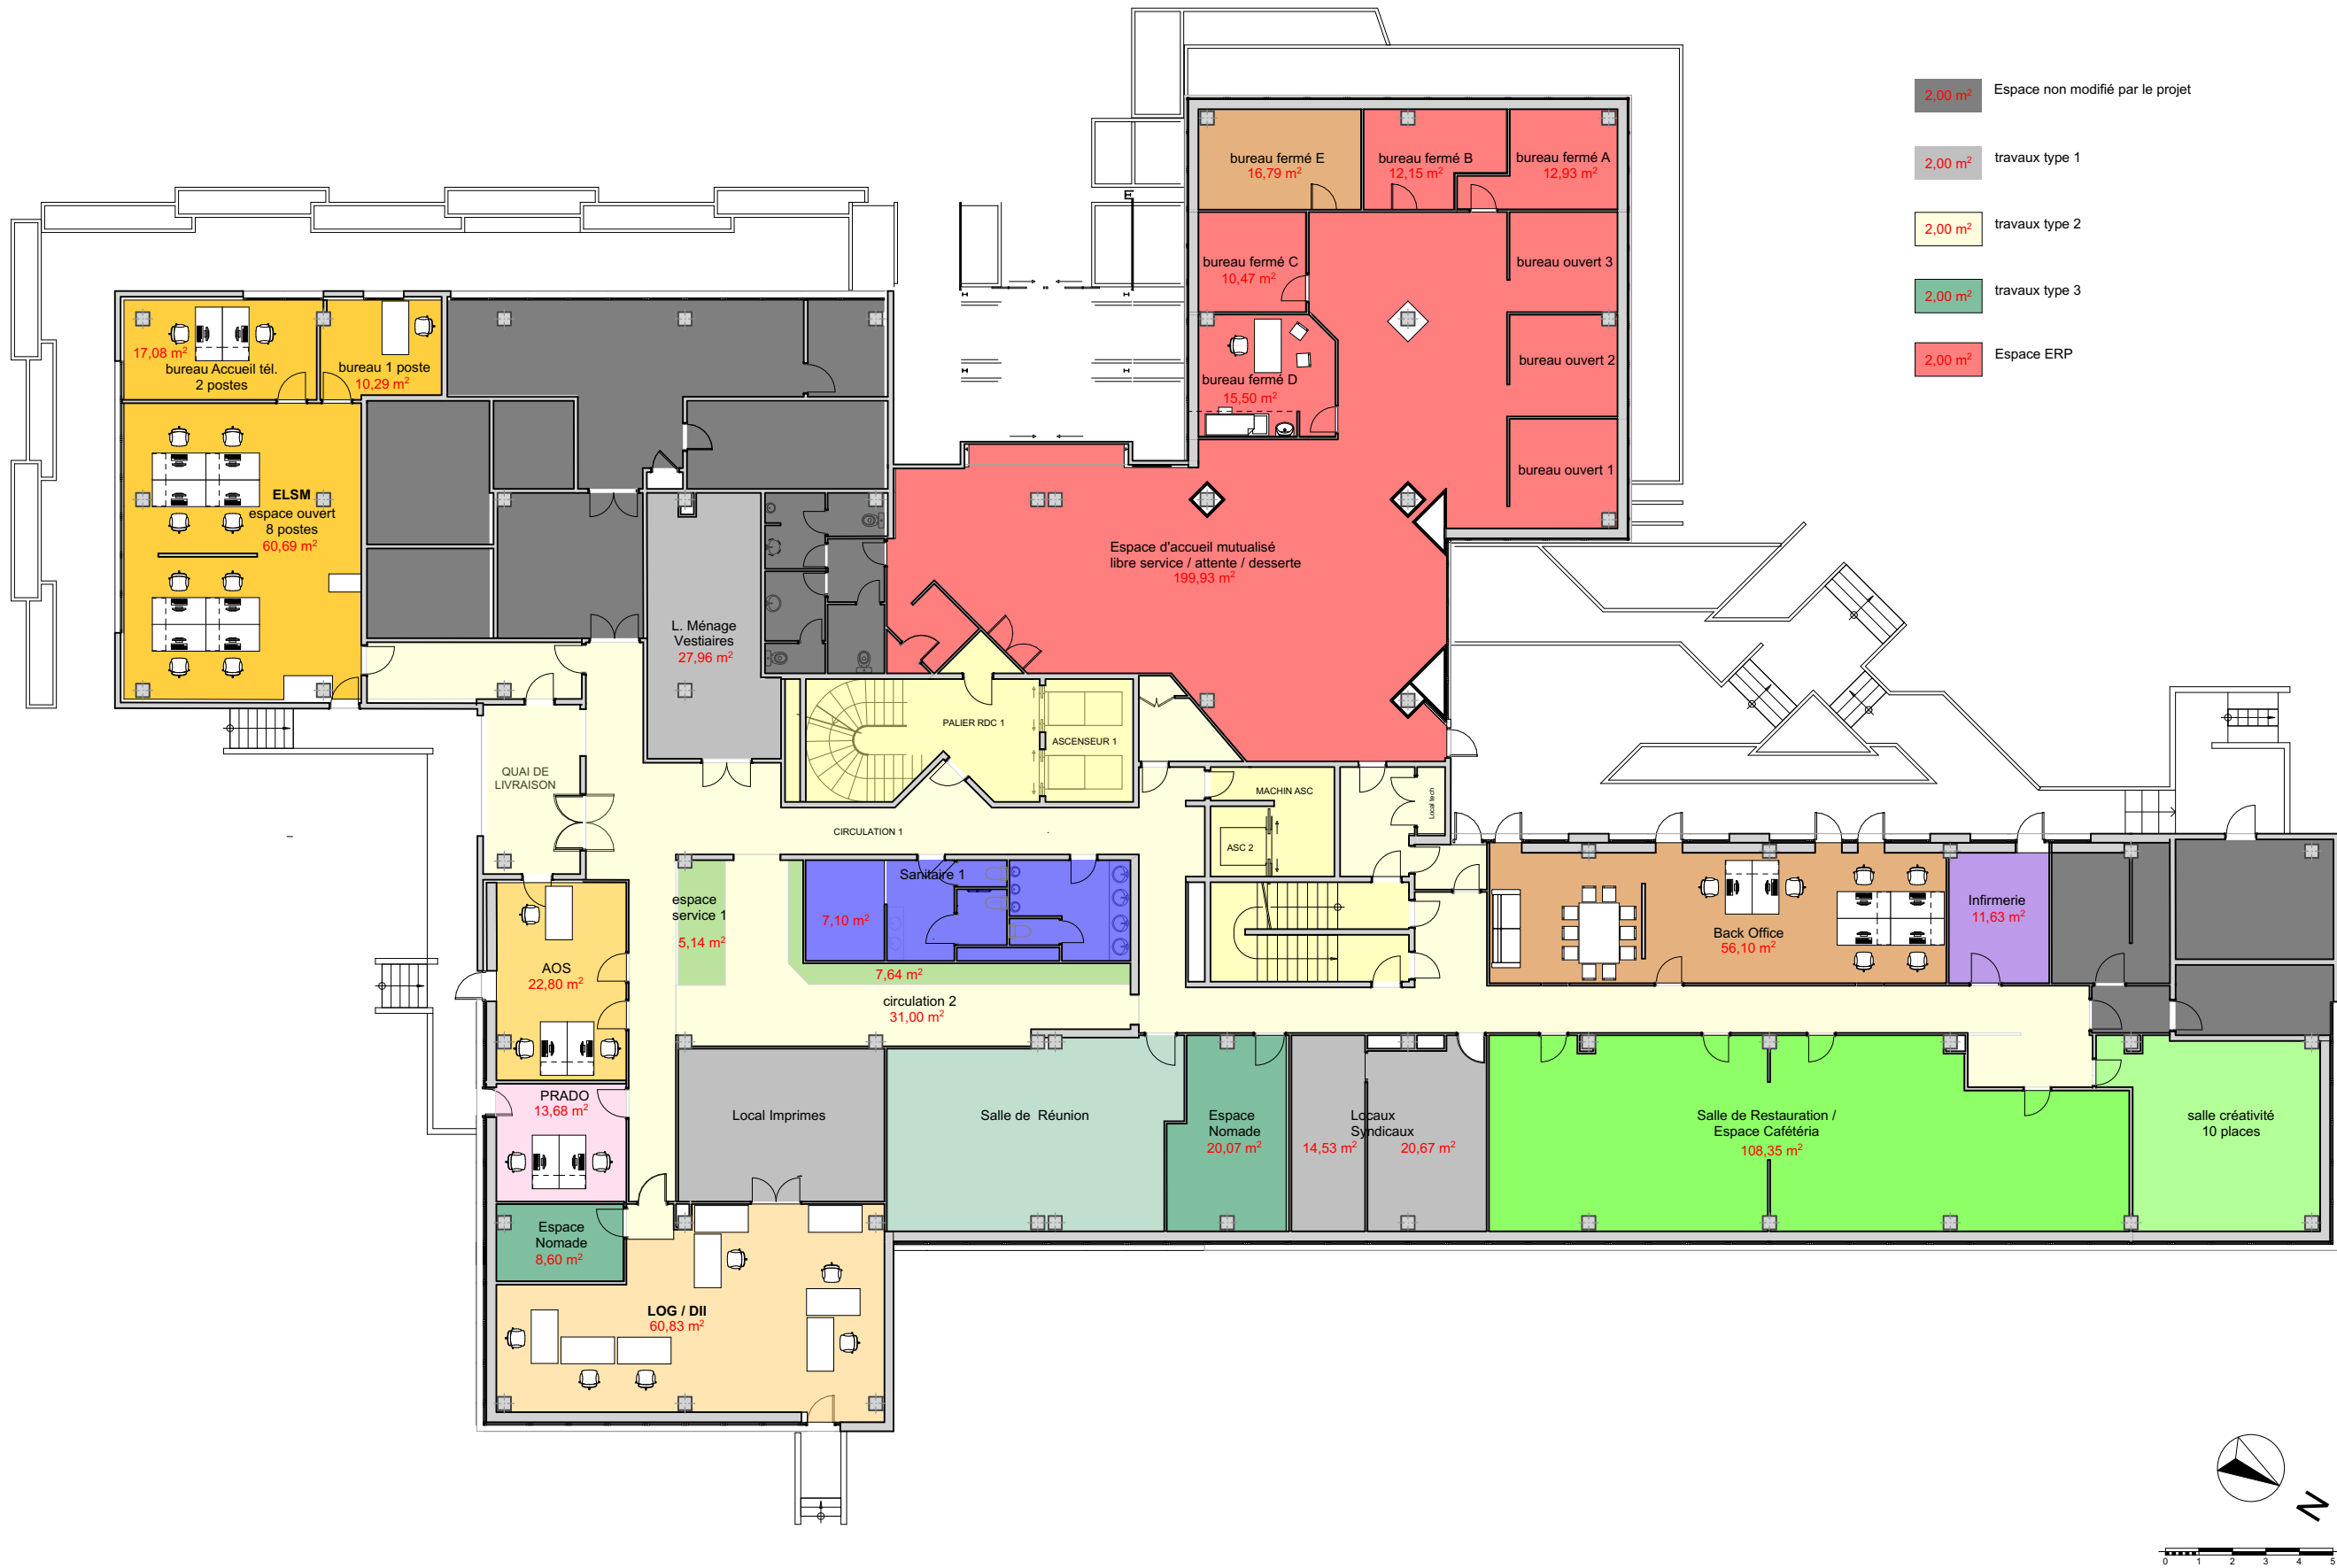 2,00 m²
Espace non modifié par le projet
2,00 m²
travaux type 1
2,00 m²
travaux type 2
2,00 m²
travaux type 3
2,00 m²
Espace ERP
bureau fermé E
16,79 m²
bureau fermé B
12,15 m²
bureau fermé A
12,93 m²
bureau fermé C
10,47 m²
bureau ouvert 3
bureau fermé D
15,50 m²
bureau ouvert 2
bureau ouvert 1
17,08 m²
bureau Accueil tél.
2 postes
bureau 1 poste
10,29 m²
ELSM
espace ouvert
8 postes
60,69 m²
Espace d'accueil mutualisé
libre service / attente / desserte
199,93 m²
L. Ménage
Vestiaires
27,96 m²
PALIER RDC 1
ASCENSEUR 1
QUAI DE
LIVRAISON
MACHIN ASC
Local tech
CIRCULATION 1
ASC 2
Sanitaire 1
7,10 m²
espace
service 1
5,14 m²
7,64 m²
circulation 2
31,00 m²
AOS
22,80 m²
Back Office
56,10 m²
Infirmerie
11,63 m²
PRADO
13,68 m²
Local Imprimes
Salle de Réunion
Espace
Nomade
20,07 m²
Locaux
Syndicaux
14,53 m²
20,67 m²
Salle de Restauration /
Espace Cafétéria
108,35 m²
salle créativité
10 places
Espace
Nomade
8,60 m²
LOG / DII
60,83 m²
N
0 1 2 3 4 5